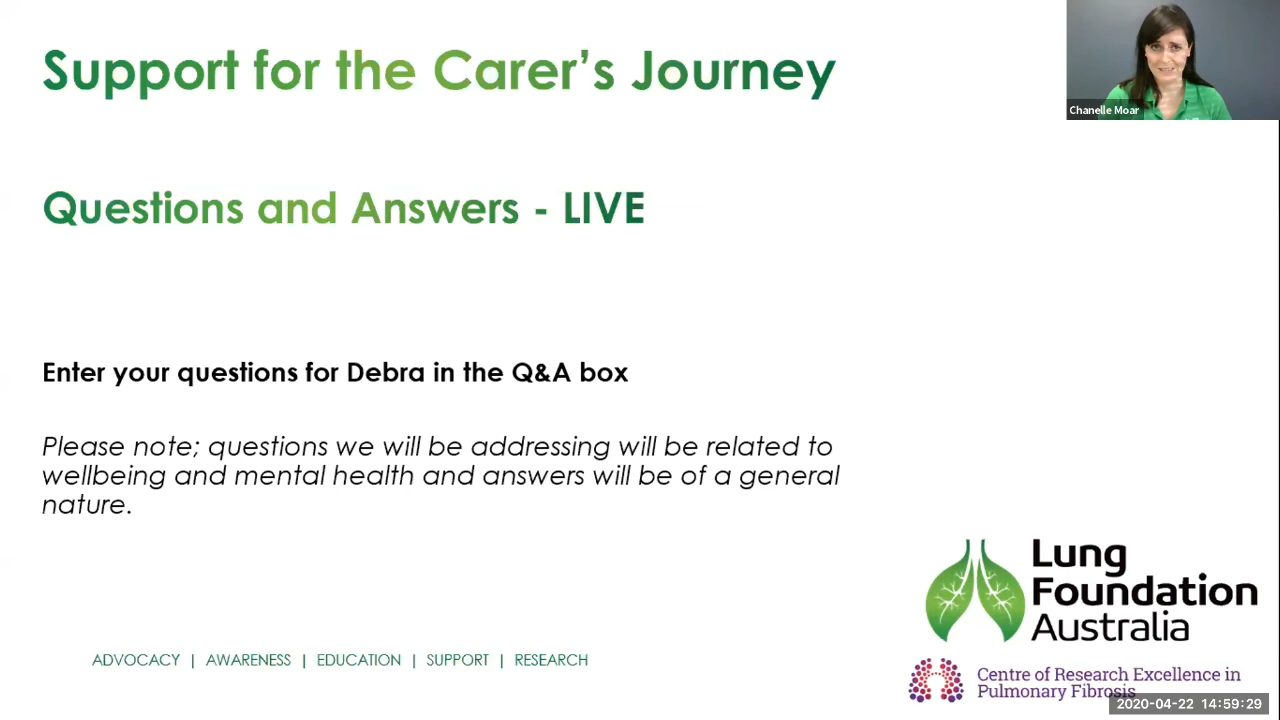 Support for the Carer's Journey
Chanelle Moar
Questions and Answers - LIVE
Enter your questions for Debra in the Q&A box
Please note; questions we will be addressing will be related to
wellbeing and mental health and answers will be of a general
nature.
Lung
Foundation
Australia
ADVOCACY | AWARENESS | EDUCATION | SUPPORT | RESEARCH
Centre of Research Excellence in
Pulmonary Fibrosis
2020-04-22 14:59:29